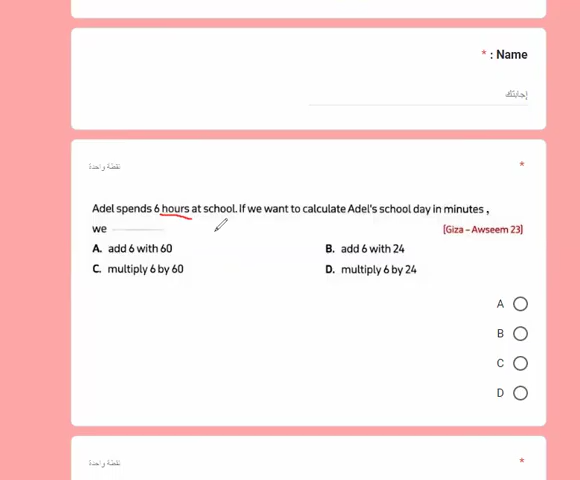 * : Name
إجابتك
نقطة واحدة
*
Adel spends 6 hours at school. If we want to calculate Adel's school day in minutes ,
we
[Giza - Awseem 23]
A. add 6 with 60
B. add 6 with 24
C. multiply 6 by 60
D. multiply 6 by 24
A
B
C
D
نقطة واحدة
*